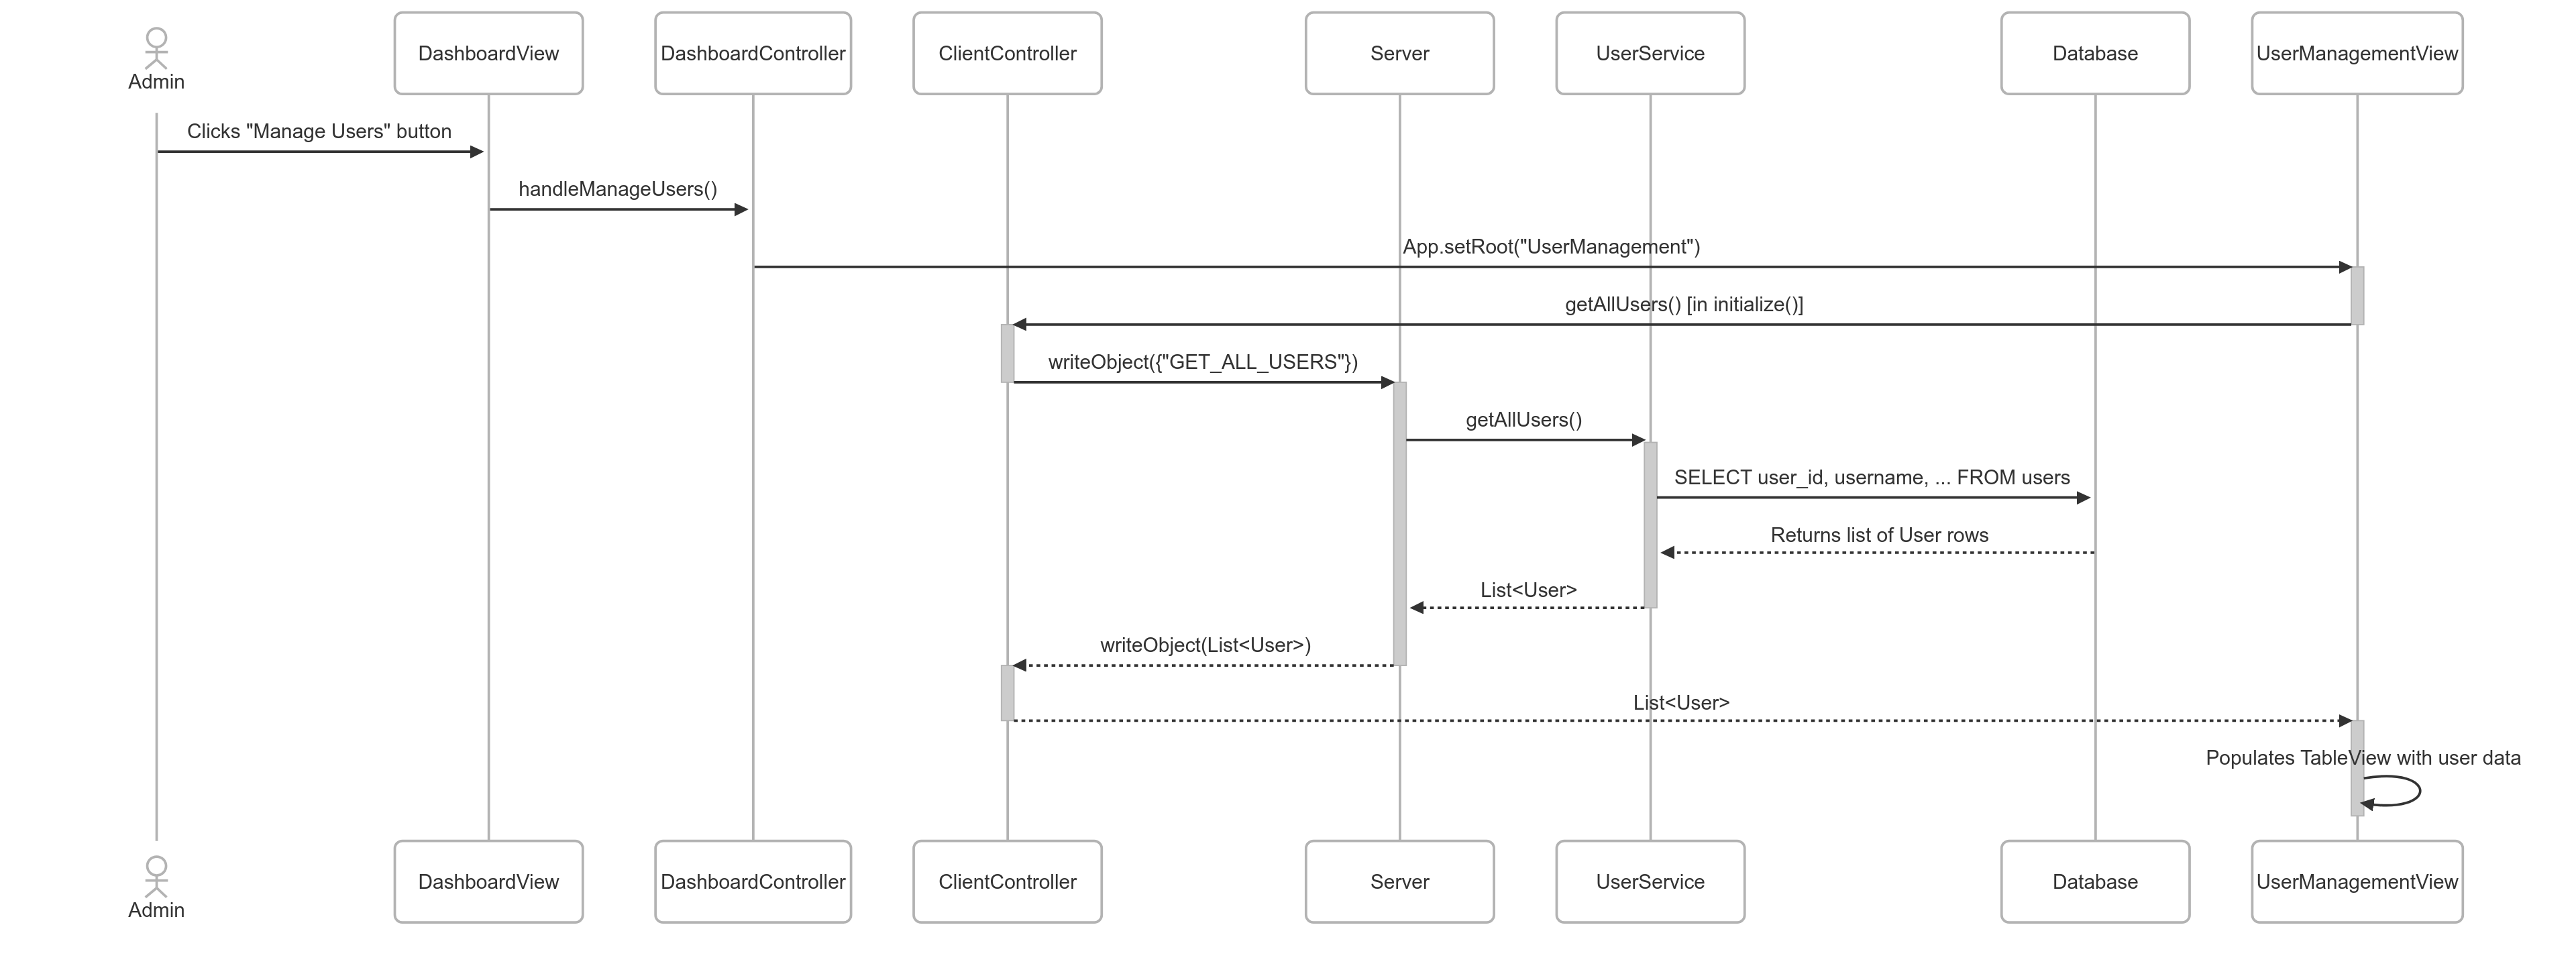 Admin
DashboardView
DashboardController
ClientController
Server
UserService
Database
UserManagementView
Clicks "Manage Users" button
handleManageUsers()
App.setRoot("UserManagement")
getAllUsers() [in initialize()]
writeObject({"GET_ALL_USERS"})
getAllUsers()
SELECT user_id, username, ... FROM users
Returns list of User rows
List<User>
writeObject(List<User>)
List<User>
Populates TableView with user data
Admin
DashboardView
DashboardController
ClientController
Server
UserService
Database
UserManagementView